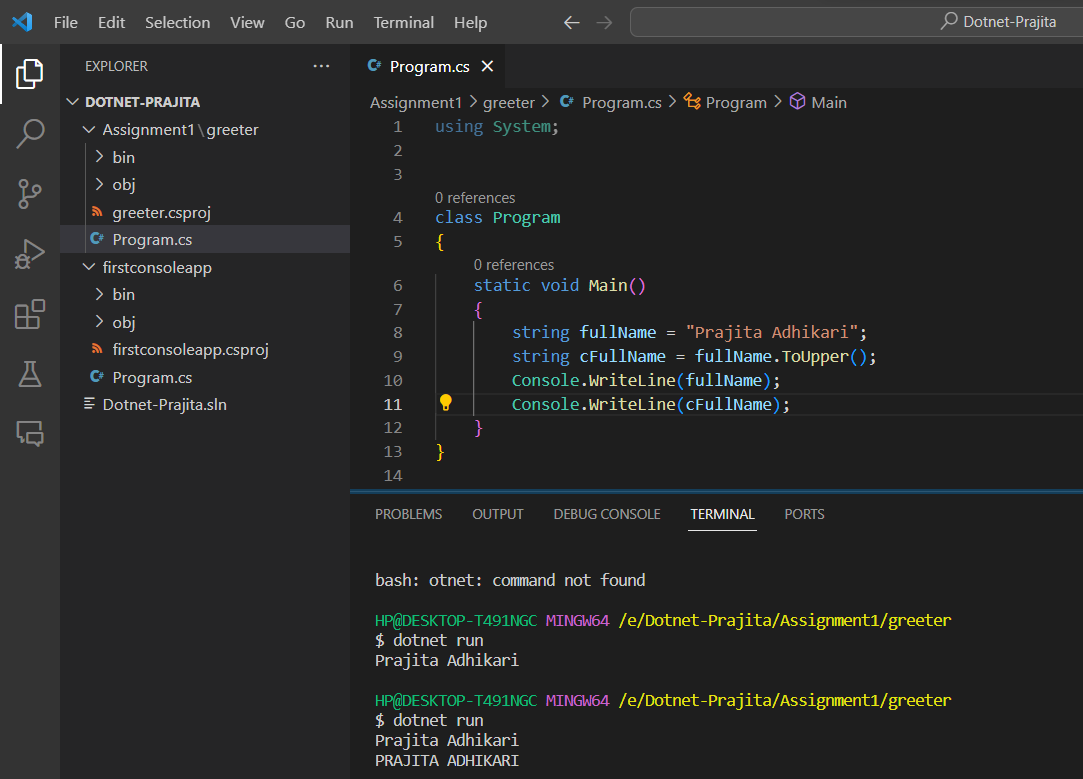 File Edit Selection View Go Run Terminal Help Dotnet-Prajita
EXPLORER ...
DOTNET-PRAJITA
Assignment1\greeter
bin
obj
greeter.csproj
C# Program.cs
firstconsoleapp
bin
obj
firstconsoleapp.csproj
C# Program.cs
Dotnet-Prajita.sln
C# Program.cs
Assignment1 > greeter > C# Program.cs > Program > Main
1 using System;
2
3
0 references
4 class Program
5 {
0 references
6 static void Main()
7 {
8 string fullName = "Prajita Adhikari";
9 string cFullName = fullName.ToUpper();
10 Console.WriteLine(fullName);
11 Console.WriteLine(cFullName);
12 }
13 }
14
PROBLEMS OUTPUT DEBUG CONSOLE TERMINAL PORTS
bash: otnet: command not found
HP@DESKTOP-T491NGC MINGW64 /e/Dotnet-Prajita/Assignment1/greeter
$ dotnet run
Prajita Adhikari
HP@DESKTOP-T491NGC MINGW64 /e/Dotnet-Prajita/Assignment1/greeter
$ dotnet run
Prajita Adhikari
PRAJITA ADHIKARI